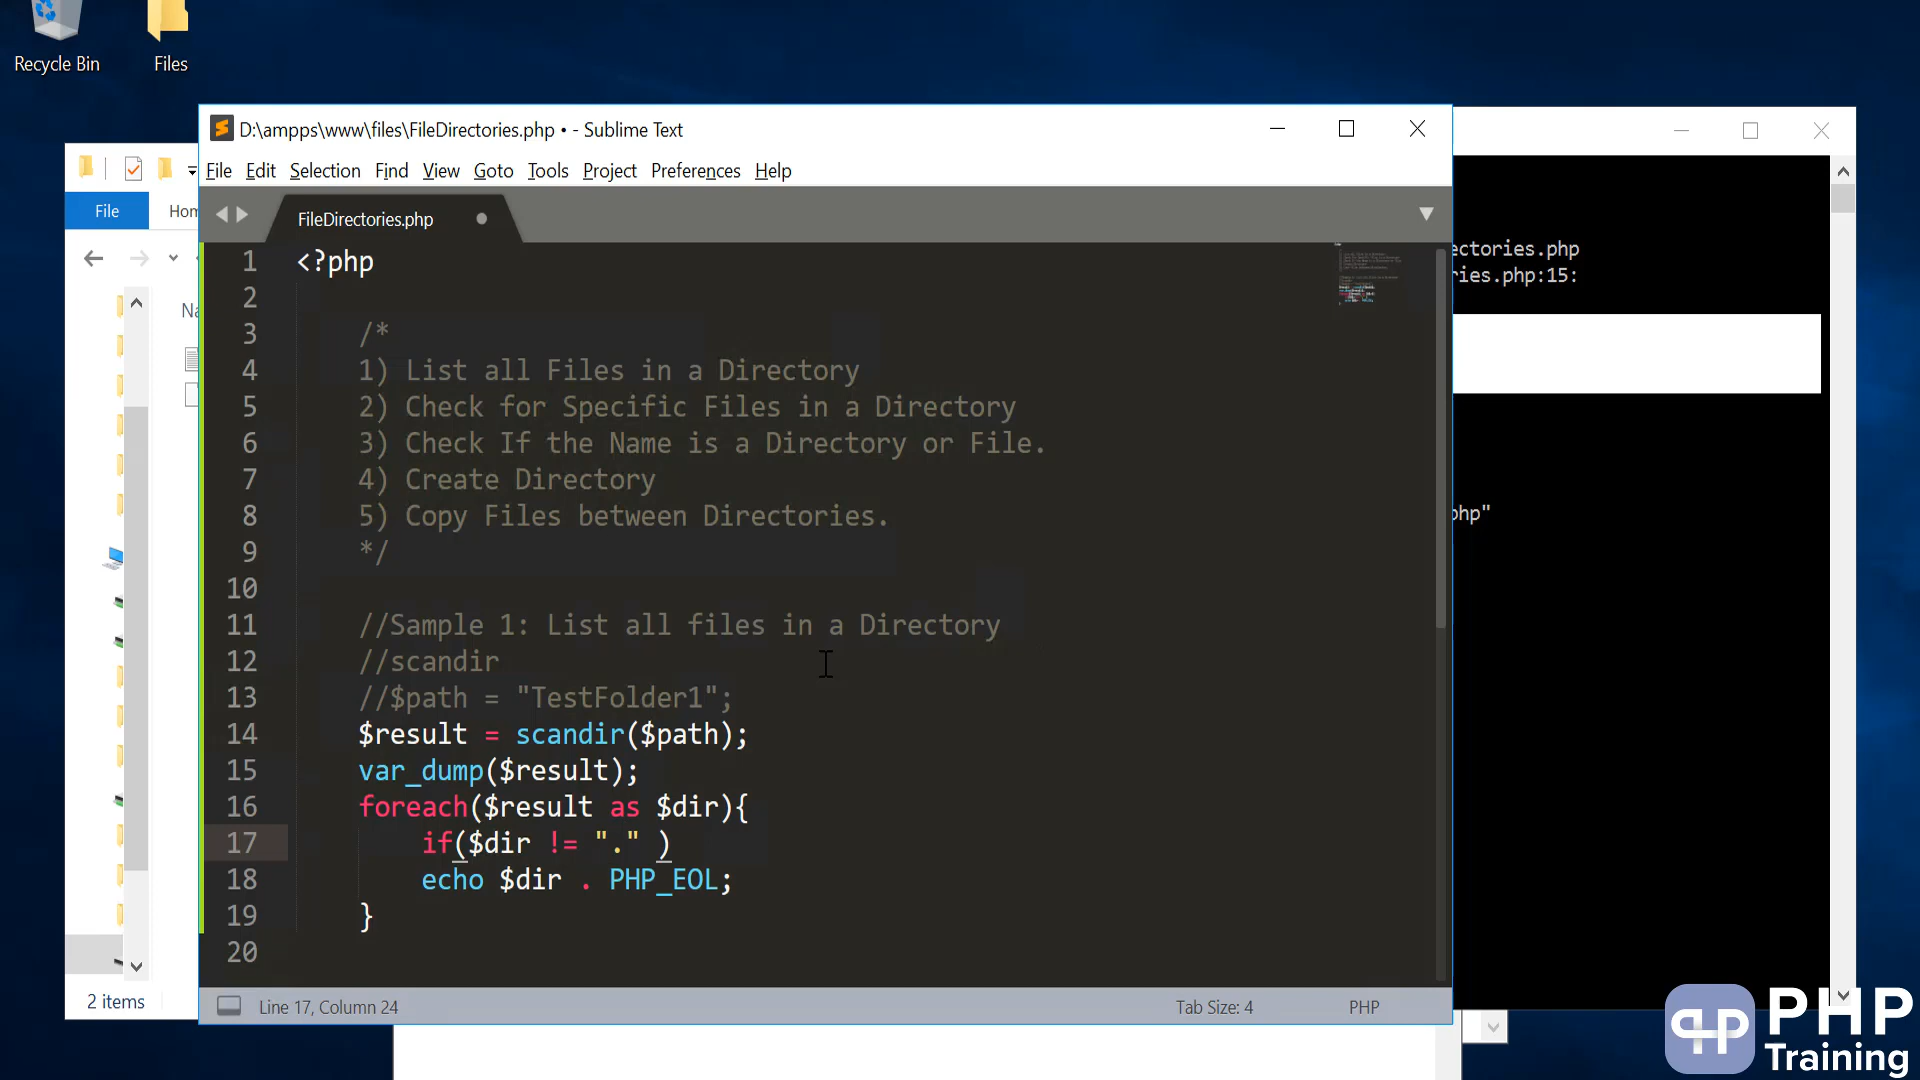 Recycle Bin
Files
D:\ampps\www\files\FileDirectories.php • - Sublime Text
File Edit Selection Find View Goto Tools Project Preferences Help
File
FileDirectories.php
1 <?php
2
3 /*
4 1) List all Files in a Directory
5 2) Check for Specific Files in a Directory
6 3) Check If the Name is a Directory or File.
7 4) Create Directory
8 5) Copy Files between Directories.
9 */
10
11 //Sample 1: List all files in a Directory
12 //scandir
13 //$path = "TestFolder1";
14 $result = scandir($path);
15 var_dump($result);
16 foreach($result as $dir){
17 if($dir != "." )
18 echo $dir . PHP_EOL;
19 }
20
ectories.php
ries.php:15:
php"
2 items
Line 17, Column 24
Tab Size: 4
PHP
PHP
Training